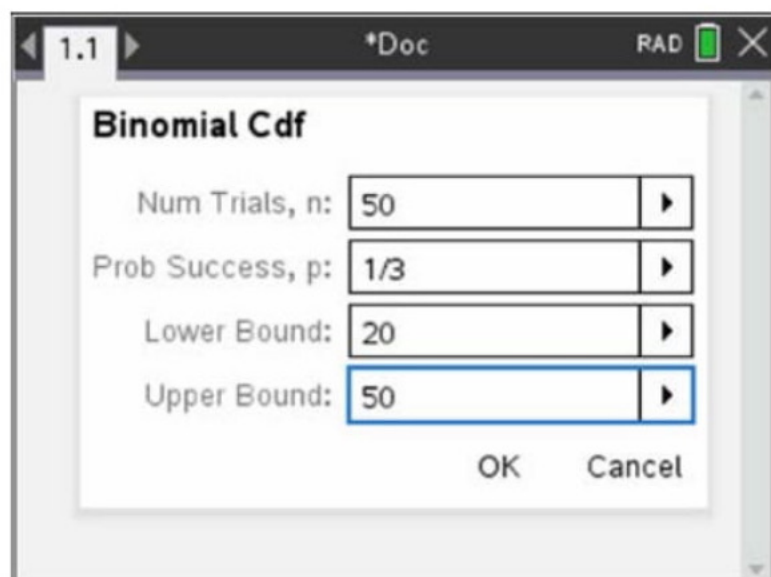 1.1 *Doc RAD
Binomial Cdf
Num Trials, n: 50
Prob Success, p: 1/3
Lower Bound: 20
Upper Bound: 50
OK Cancel